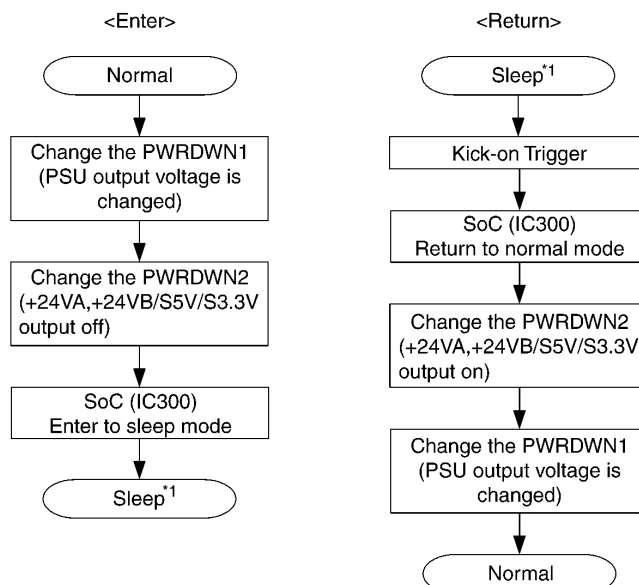 <Enter>
Normal
Change the PWRDWN1
(PSU output voltage is
changed)
Change the PWRDWN2
(+24VA,+24VB/S5V/S3.3V
output off)
SoC (IC300)
Enter to sleep mode
Sleep*1
<Return>
Sleep*1
Kick-on Trigger
SoC (IC300)
Return to normal mode
Change the PWRDWN2
(+24VA,+24VB/S5V/S3.3V
output on)
Change the PWRDWN1
(PSU output voltage is
changed)
Normal